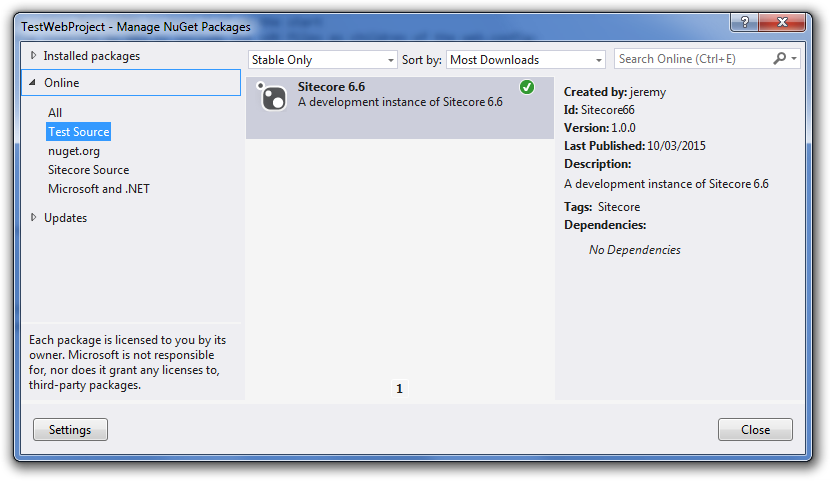 TestWebProject - Manage NuGet Packages
Installed packages
Online
All
Test Source
nuget.org
Sitecore Source
Microsoft and .NET
Updates
Each package is licensed to you by its
owner. Microsoft is not responsible
for, nor does it grant any licenses to,
third-party packages.
Stable Only
Sort by:
Most Downloads
Sitecore 6.6
A development instance of Sitecore 6.6
1
Search Online (Ctrl+E)
Created by: jeremy
Id: Sitecore66
Version: 1.0.0
Last Published: 10/03/2015
Description:
A development instance of Sitecore 6.6
Tags: Sitecore
Dependencies:
No Dependencies
Settings
Close